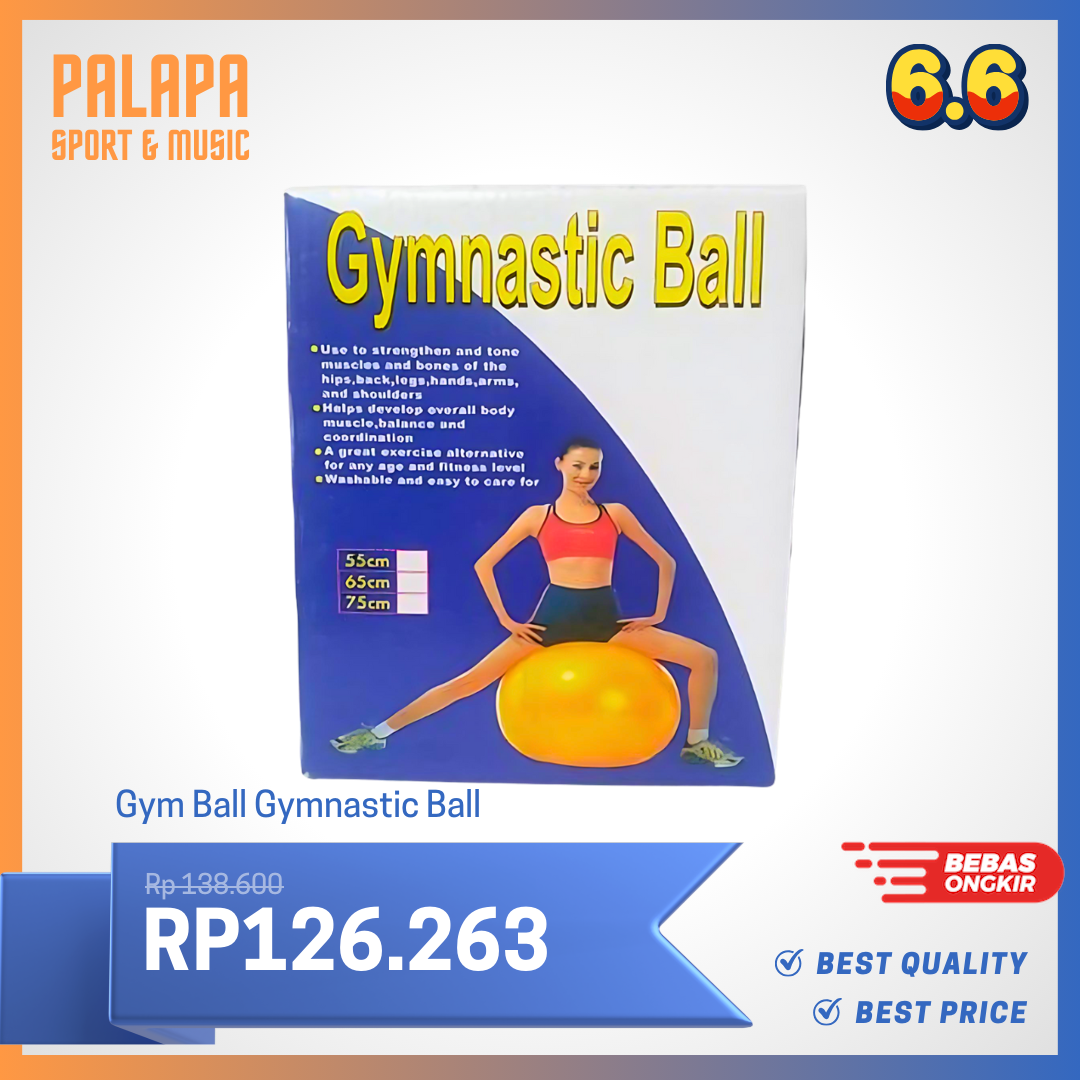 PALAPA
SPORT & MUSIC
6.6
Gymnastic Ball
Use to strengthen and tone
muscles and bones of the
hips,back,legs,hands,arms,
and shoulders
Helps develop overall body
muscle,balance and
coordination
A great exercise alternative
for any age and fitness level
Washable and easy to care for
55cm
65cm
75cm
Gym Ball Gymnastic Ball
Rp 138.600
RP126.263
BEBAS
ONGKIR
BEST QUALITY
BEST PRICE